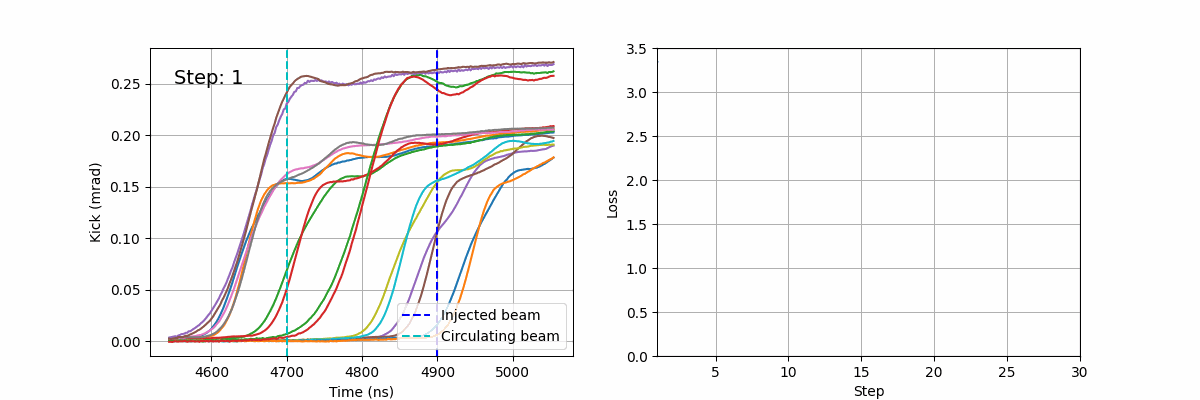 Step: 1
Kick (mrad)
0.25
0.20
0.15
0.10
0.05
0.00
4600 4700 4800 4900 5000
Time (ns)
Injected beam
Circulating beam
Loss
3.5
3.0
2.5
2.0
1.5
1.0
0.5
0.0
5 10 15 20 25 30
Step